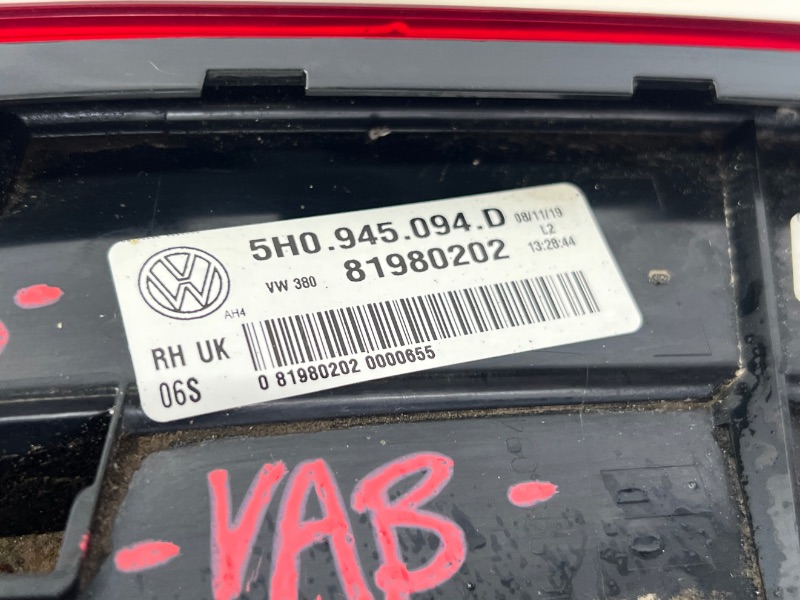 5H0.945.094.D 08/11/19
L2
VW 380 81980202 13:28:44
AH4
RH UK
06S
0 81980202 0000655
-VAB-